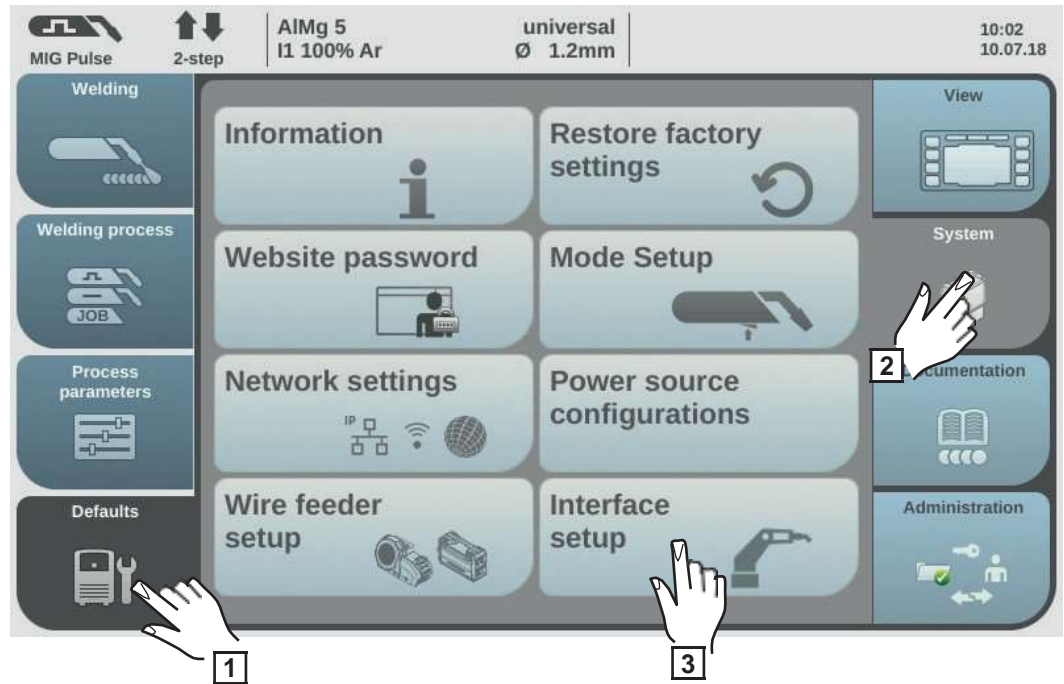 MIG Pulse
2-step
AlMg 5
I1 100% Ar
universal
Ø 1.2mm
10:02
10.07.18
Welding
Welding process
JOB
Process
parameters
Defaults
Information
Restore factory
settings
Website password
Mode Setup
Network settings
IP
Power source
configurations
Wire feeder
setup
Interface
setup
View
System
Documentation
Administration
1
2
3